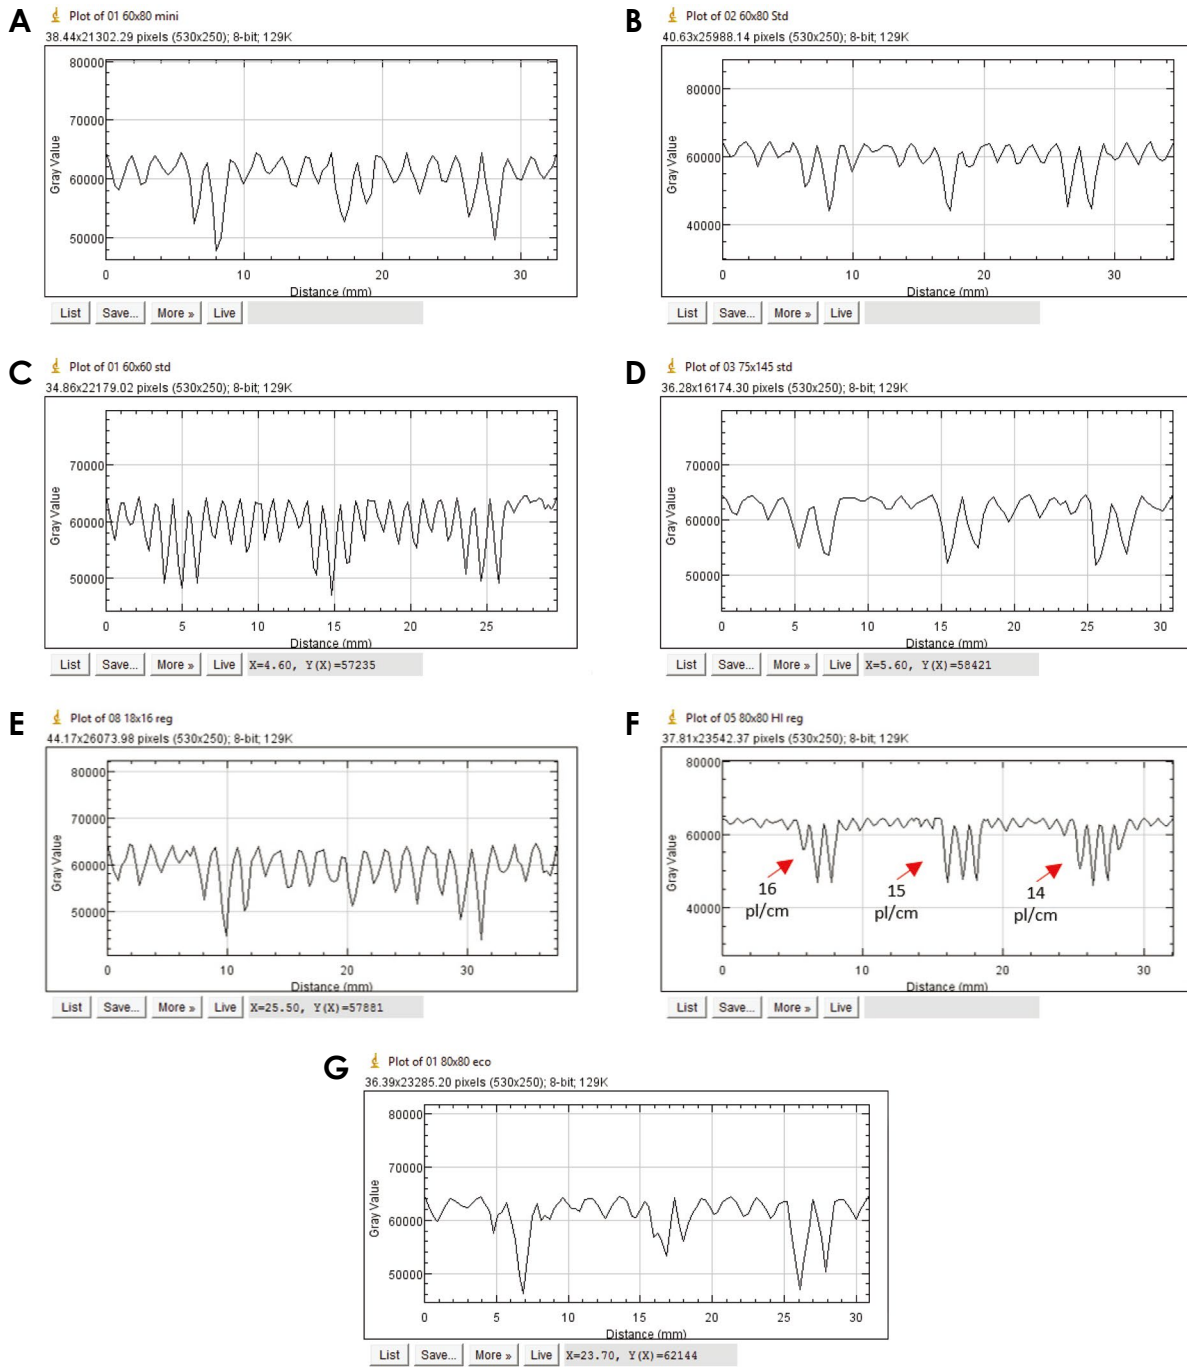 A
Plot of 01 60x80 mini
38.44x21302.29 pixels (530x250); 8-bit; 129K
80000
70000
60000
50000
Gray Value
0 10 20 30
Distance (mm)
List Save... More » Live
B
Plot of 02 60x80 Std
40.63x25988.14 pixels (530x250); 8-bit; 129K
80000
60000
40000
Gray Value
0 10 20 30
Distance (mm)
List Save... More » Live
C
Plot of 01 60x60 std
34.86x22179.02 pixels (530x250); 8-bit; 129K
70000
60000
50000
Gray Value
0 5 10 15 20 25
Distance (mm)
List Save... More » Live X=4.60, Y(X)=57235
D
Plot of 03 75x145 std
36.28x16174.30 pixels (530x250); 8-bit; 129K
70000
60000
50000
Gray Value
0 5 10 15 20 25 30
Distance (mm)
List Save... More » Live X=5.60, Y(X)=58421
E
Plot of 08 18x16 reg
44.17x26073.98 pixels (530x250); 8-bit; 129K
80000
70000
60000
50000
Gray Value
0 10 20 30
Distance (mm)
List Save... More » Live X=25.50, Y(X)=57881
F
Plot of 05 80x80 HI reg
37.81x23542.37 pixels (530x250); 8-bit; 129K
80000
60000
40000
Gray Value
16
pl/cm
15
pl/cm
14
pl/cm
0 10 20 30
Distance (mm)
List Save... More » Live
G
Plot of 01 80x80 eco
36.39x23285.20 pixels (530x250); 8-bit; 129K
80000
70000
60000
50000
Gray Value
0 5 10 15 20 25 30
Distance (mm)
List Save... More » Live X=23.70, Y(X)=62144